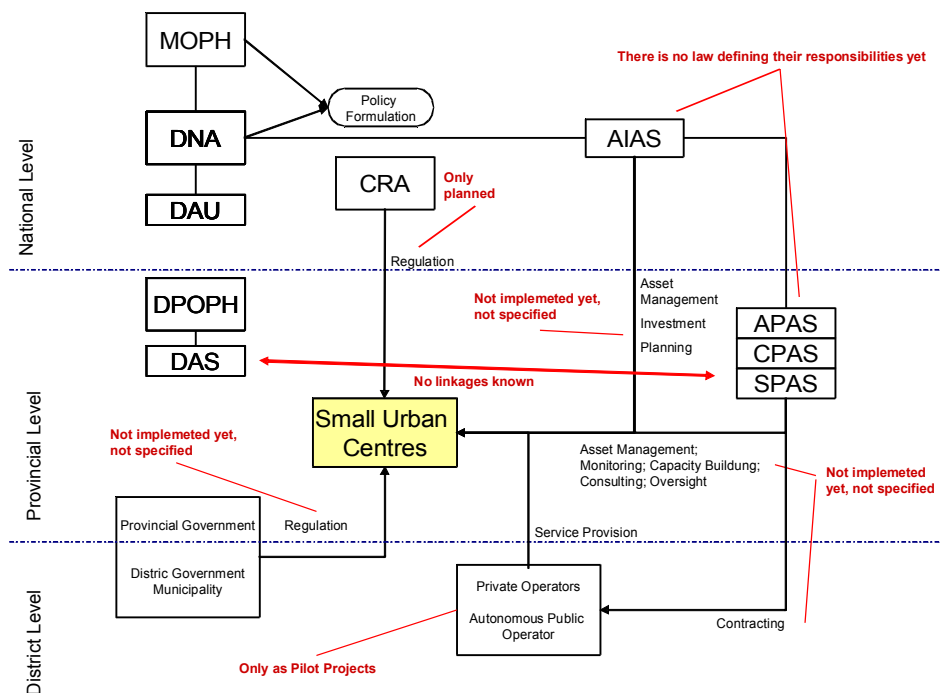 MOPH
There is no law defining their responsibilities yet
Policy
Formulation
DNA
AIAS
CRA
Only
planned
DAU
National Level
Regulation
DPOPH
Asset
Management
Investment
Planning
Not implemeted yet,
not specified
APAS
CPAS
SPAS
DAS
No linkages known
Small Urban
Centres
Provincial Level
Not implemeted yet,
not specified
Asset Management;
Monitoring; Capacity Buildung;
Consulting; Oversight
Not implemeted
yet, not specified
Provincial Government
Regulation
Service Provision
Distric Government
Municipality
Private Operators
Autonomous Public
Operator
Contracting
District Level
Only as Pilot Projects